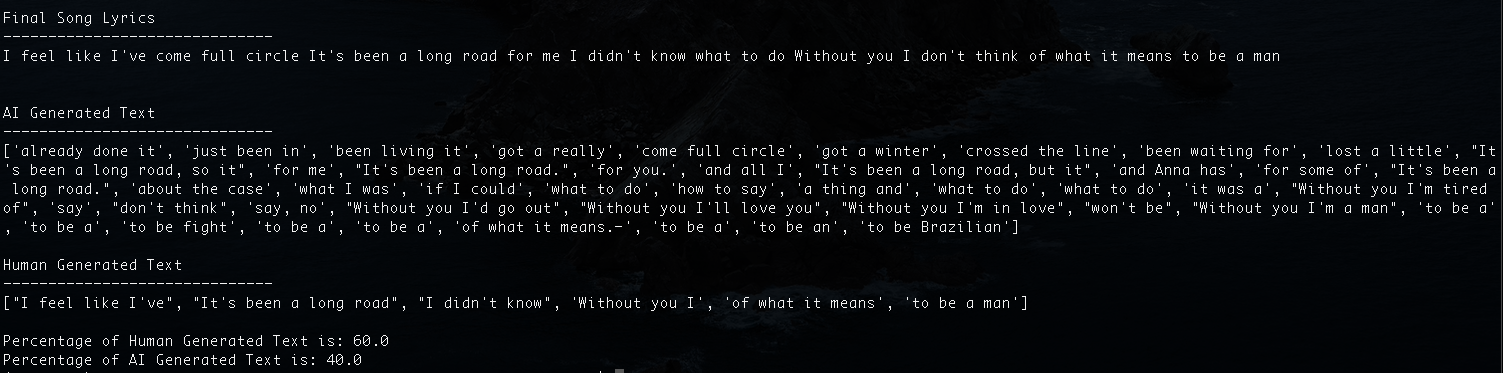 Final Song Lyrics
------------------------------
I feel like I've come full circle It's been a long road for me I didn't know what to do Without you I don't think of what it means to be a man
AI Generated Text
------------------------------
['already done it', 'just been in', 'been living it', 'got a really', 'come full circle', 'got a winter', 'crossed the line', 'been waiting for', 'lost a little', "It
's been a long road, so it", 'for me', "It's been a long road.", 'for you.', 'and all I', "It's been a long road, but it", 'and Anna has', 'for some of', "It's been a
 long road.", 'about the case', 'what I was', 'if I could', 'what to do', 'how to say', 'a thing and', 'what to do', 'what to do', 'it was a', "Without you I'm tired
of", 'say', "don't think", 'say, no', "Without you I'd go out", "Without you I'll love you", "Without you I'm in love", "won't be", "Without you I'm a man", 'to be a'
, 'to be a', 'to be fight', 'to be a', 'to be a', 'of what it means.-', 'to be a', 'to be an', 'to be Brazilian']
Human Generated Text
------------------------------
["I feel like I've", "It's been a long road", "I didn't know", 'Without you I', 'of what it means', 'to be a man']
Percentage of Human Generated Text is: 60.0
Percentage of AI Generated Text is: 40.0